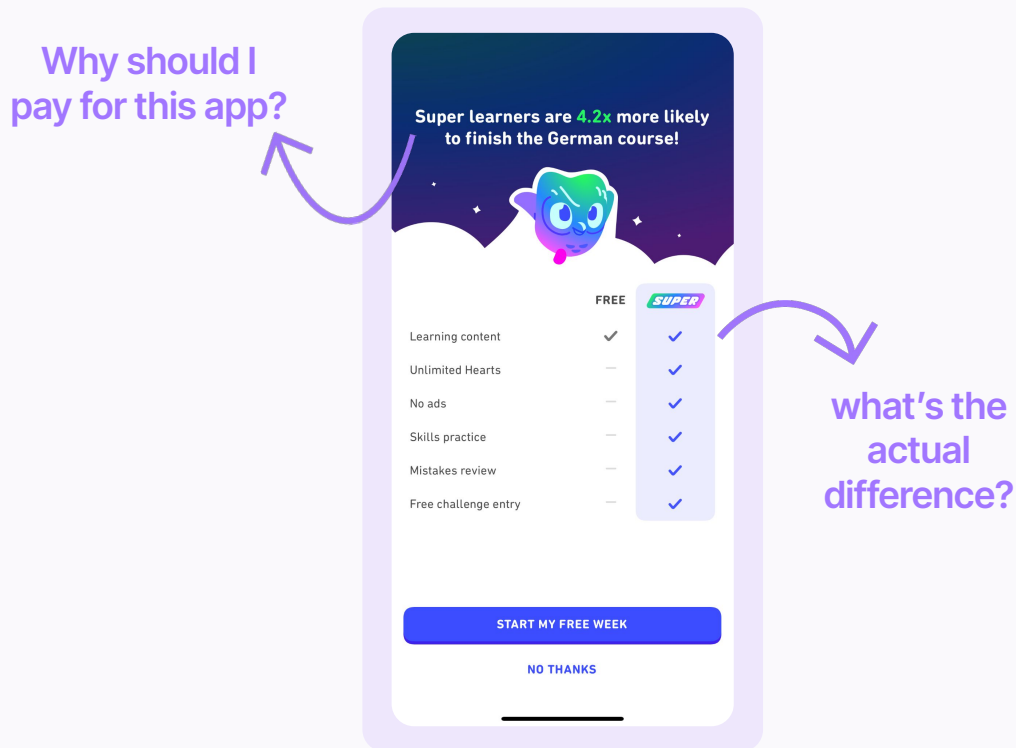 Why should I
pay for this app?
Super learners are 4.2x more likely
to finish the German course!
FREE SUPER
Learning content
Unlimited Hearts
No ads
Skills practice
Mistakes review
Free challenge entry
what's the
actual
difference?
START MY FREE WEEK
NO THANKS